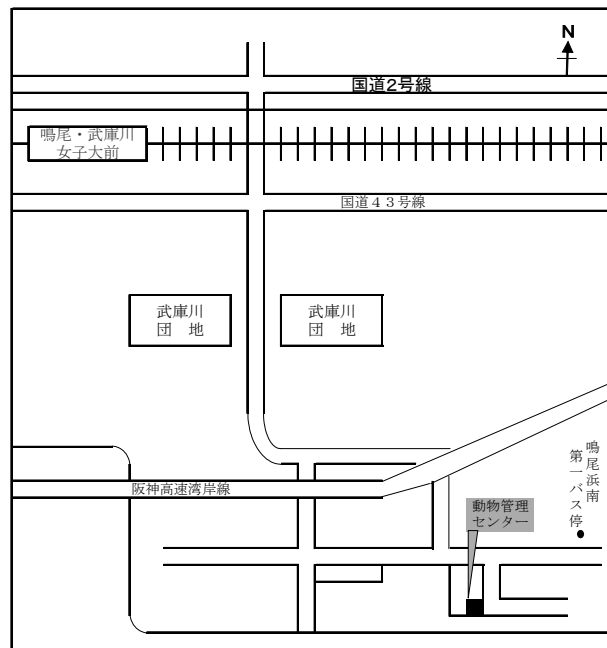 N
国道2号線
鳴尾・武庫川
女子大前
国道４３号線
武庫川
団　地
武庫川
団　地
鳴尾浜南
第一バス停
阪神高速湾岸線
動物管理
センター